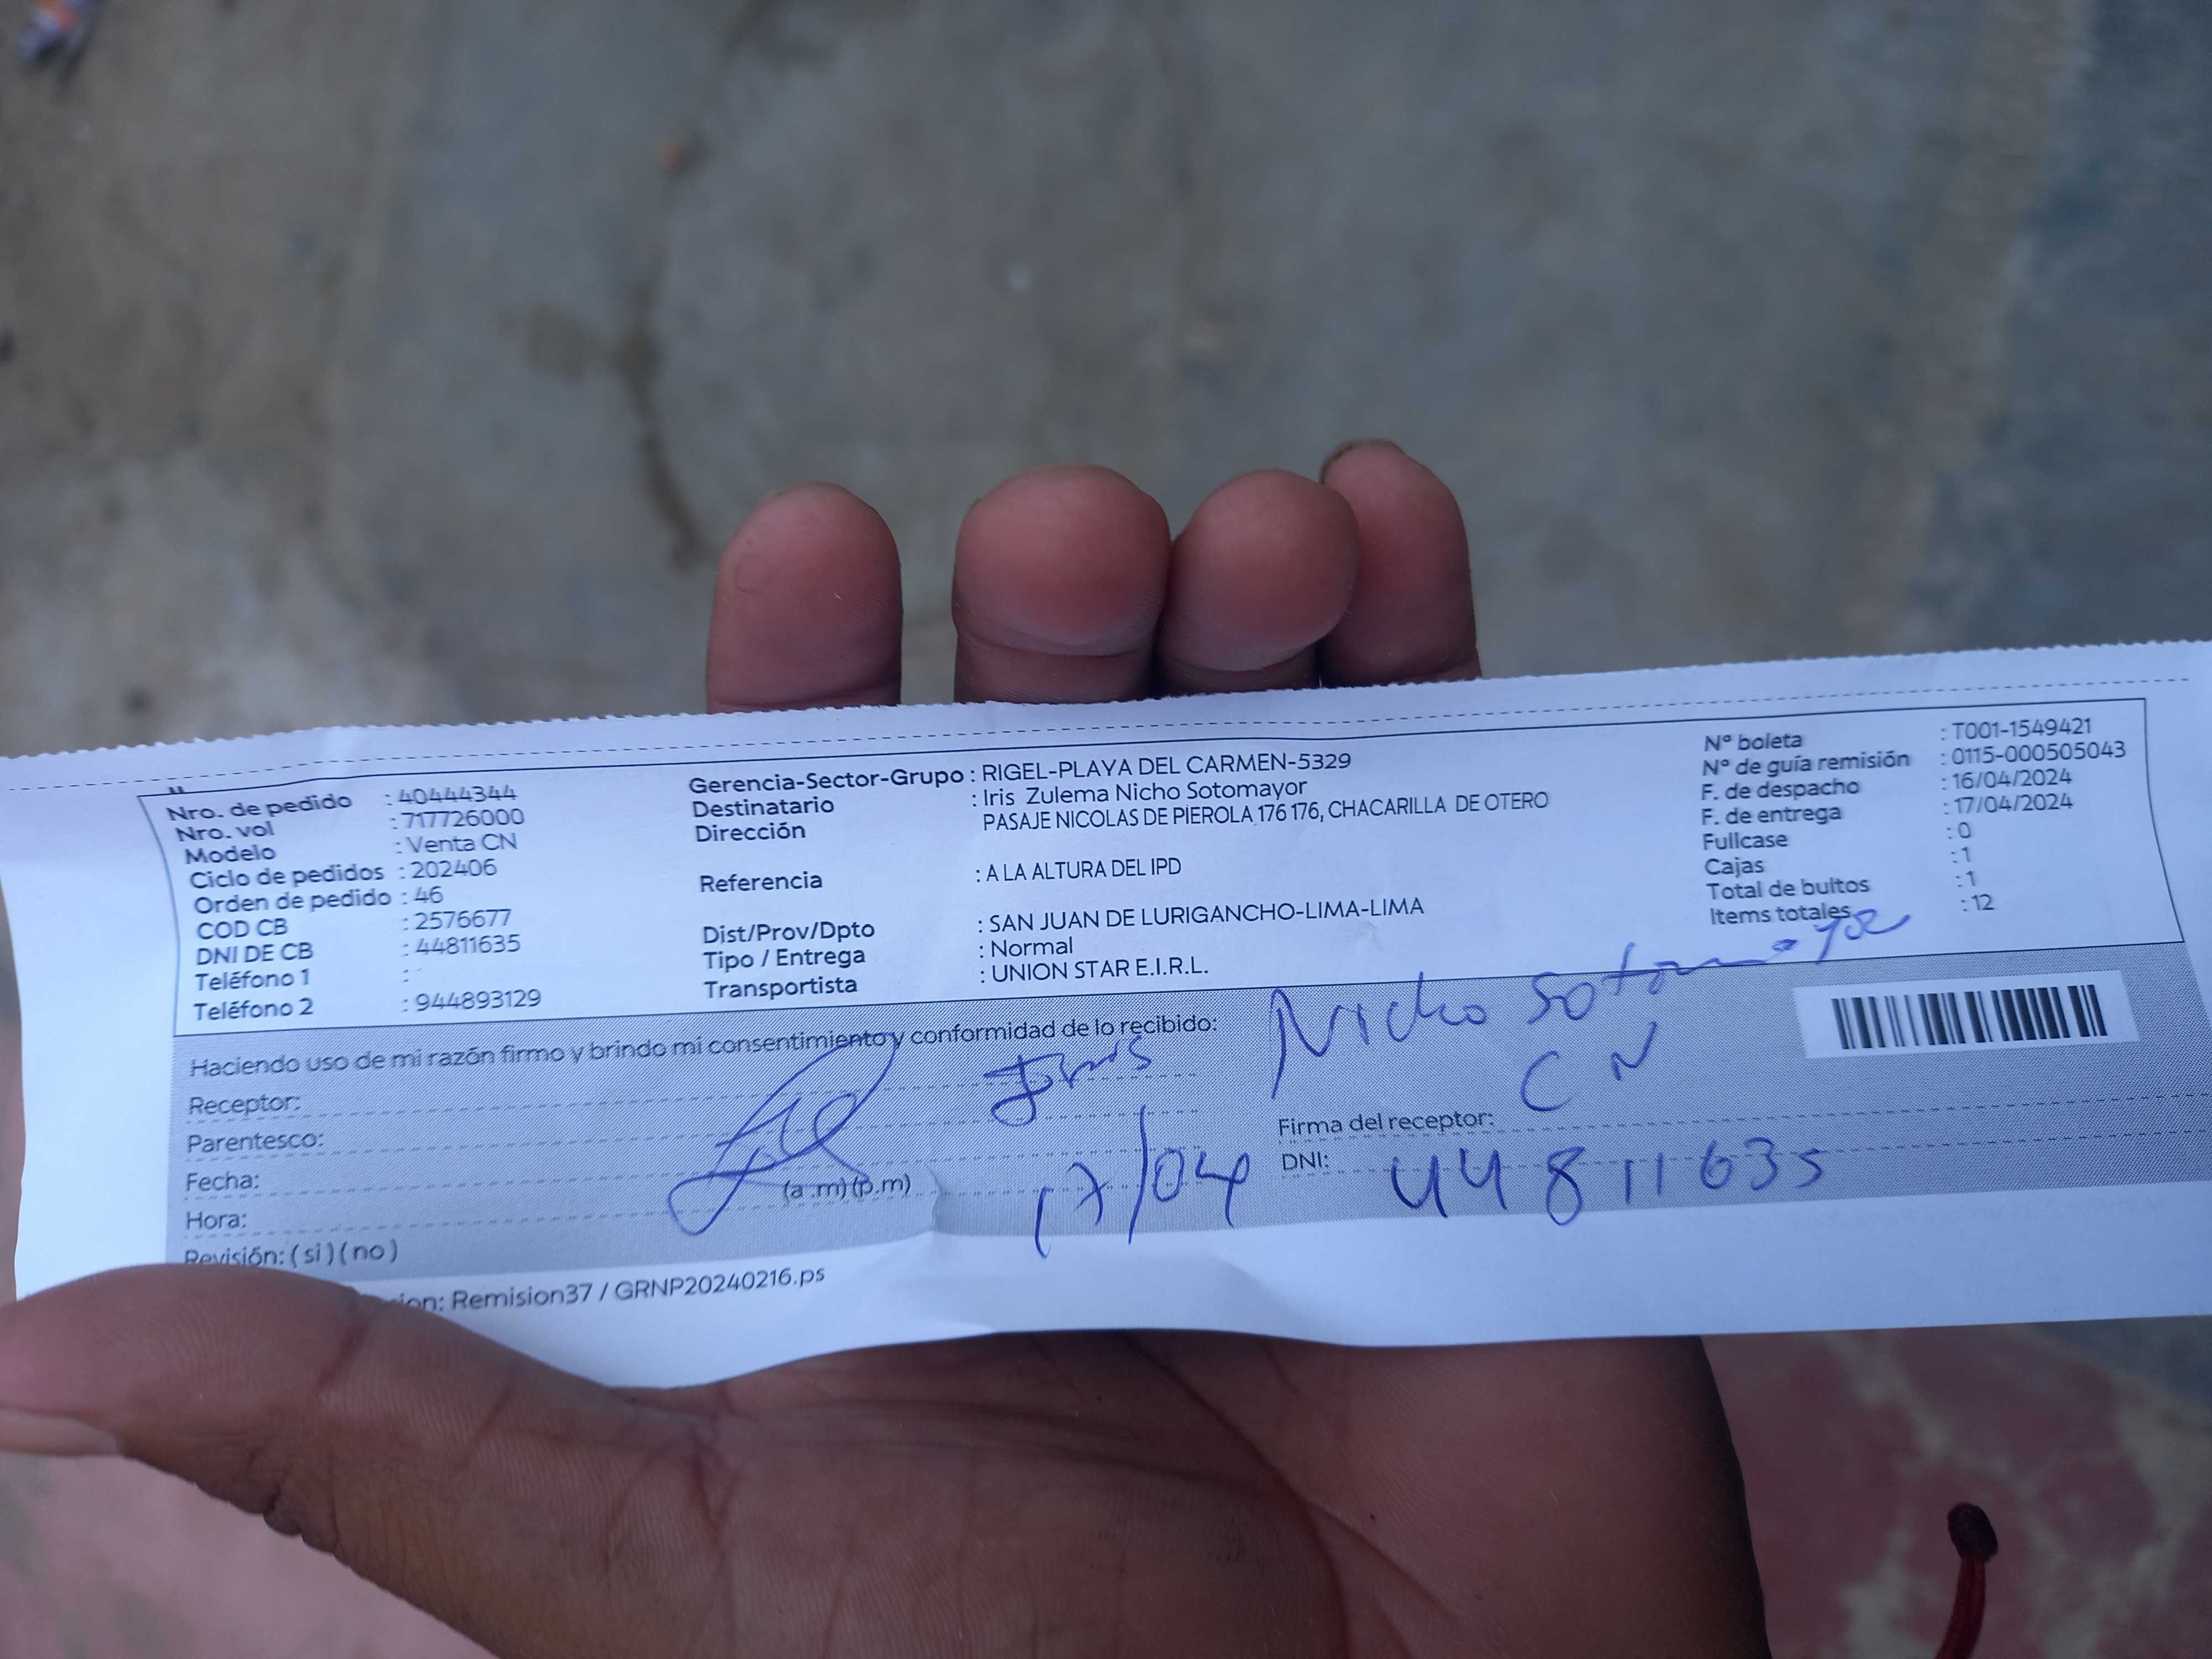 Nro. de pedido : 40444344
Nro. vol : 717726000
Modelo : Venta CN
Ciclo de pedidos : 202406
Orden de pedido : 46
COD CB : 2576677
DNI DE CB : 44811635
Teléfono 1 :
Teléfono 2 : 944893129
Gerencia-Sector-Grupo : RIGEL-PLAYA DEL CARMEN-5329
Destinatario : Iris Zulema Nicho Sotomayor
Dirección PASAJE NICOLAS DE PIEROLA 176 176, CHACARILLA DE OTERO
Referencia : A LA ALTURA DEL IPD
Dist/Prov/Dpto : SAN JUAN DE LURIGANCHO-LIMA-LIMA
Tipo / Entrega : Normal
Transportista : UNION STAR E.I.R.L.
Nº boleta : T001-1549421
Nº de guía remisión : 0115-000505043
F. de despacho : 16/04/2024
F. de entrega : 17/04/2024
Fullcase : 0
Cajas : 1
Total de bultos : 1
Items totales : 12
Haciendo uso de mi razón firmo y brindo mi consentimiento y conformidad de lo recibido:
Nicho Sotomayor
Receptor:
CN
Parentesco:
Firma del receptor:
Fecha:
17/04
DNI: 44811635
Hora: (a .m) (p.m)
Revisión: ( si ) ( no )
ion: Remision37 / GRNP20240216.ps